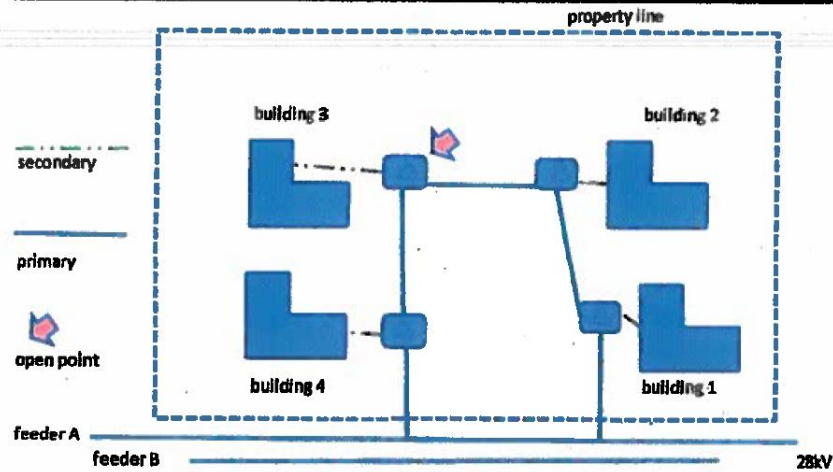 property line
building 3
building 2
secondary
primary
open point
building 4
building 1
feeder A
feeder B
28kV